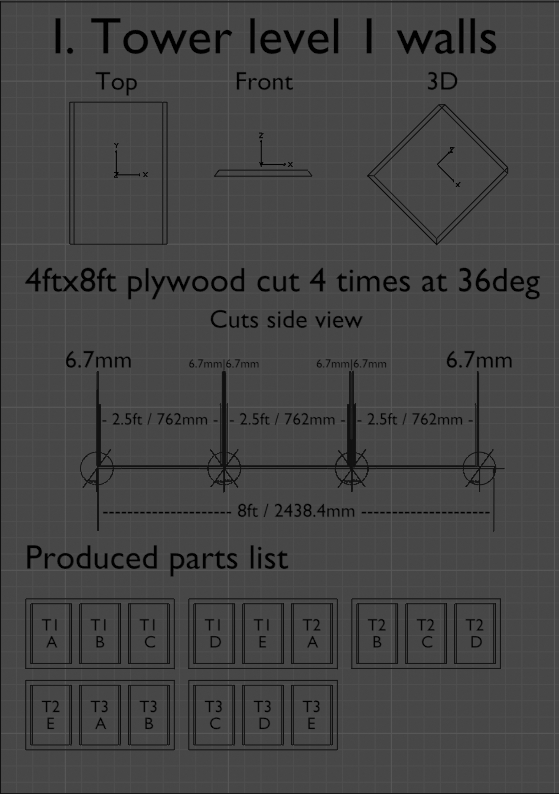 I. Tower level 1 walls
Top Front 3D
Y
Z X
Z
X
Z
X
4ftx8ft plywood cut 4 times at 36deg
Cuts side view
6.7mm 6.7mm|6.7mm 6.7mm|6.7mm 6.7mm
- 2.5ft / 762mm - - 2.5ft / 762mm - - 2.5ft / 762mm -
------------------ 8ft / 2438.4mm ------------------
Produced parts list
T1 T1 T1 T1 T1 T2 T2 T2 T2
A B C D E A B C D
T2 T3 T3 T3 T3 T3
E A B C D E